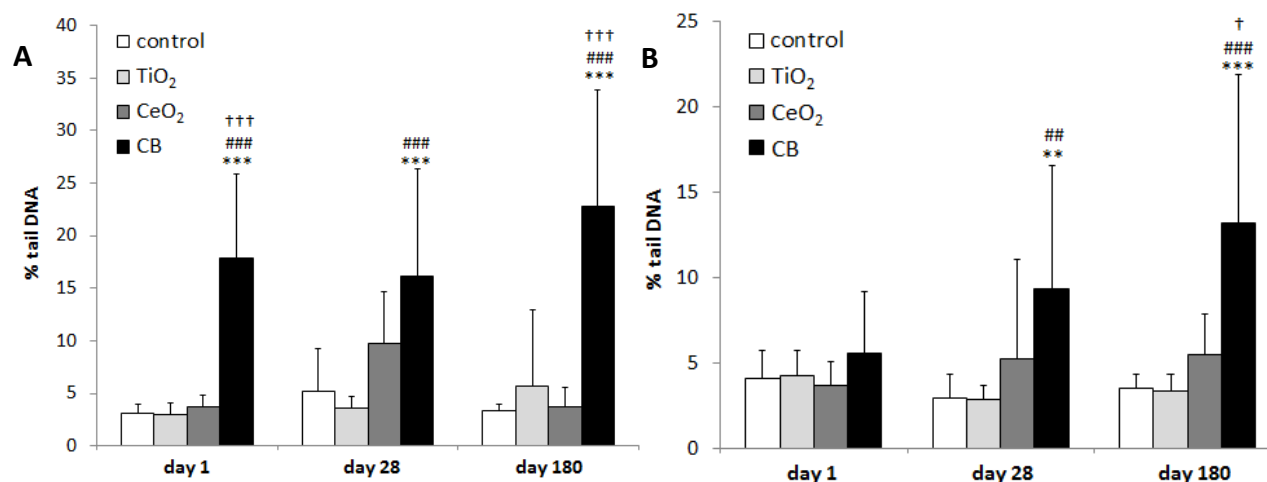 A
% tail DNA
40
35
30
25
20
15
10
5
0
control
TiO₂
CeO₂
CB
†††
###
***
###
***
†††
###
***
day 1
day 28
day 180
B
% tail DNA
25
20
15
10
5
0
control
TiO₂
CeO₂
CB
##
**
†
###
***
day 1
day 28
day 180